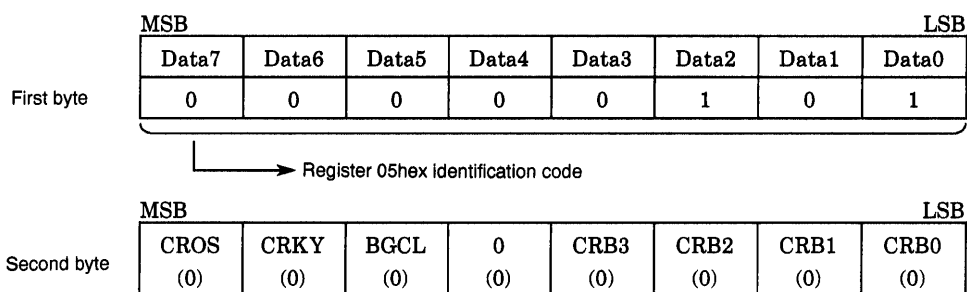 MSB LSB
Data7 Data6 Data5 Data4 Data3 Data2 Data1 Data0
First byte 0 0 0 0 0 1 0 1
Register 05hex identification code
MSB LSB
Second byte CROS CRKY BGCL 0 CRB3 CRB2 CRB1 CRB0
(0) (0) (0) (0) (0) (0) (0) (0)